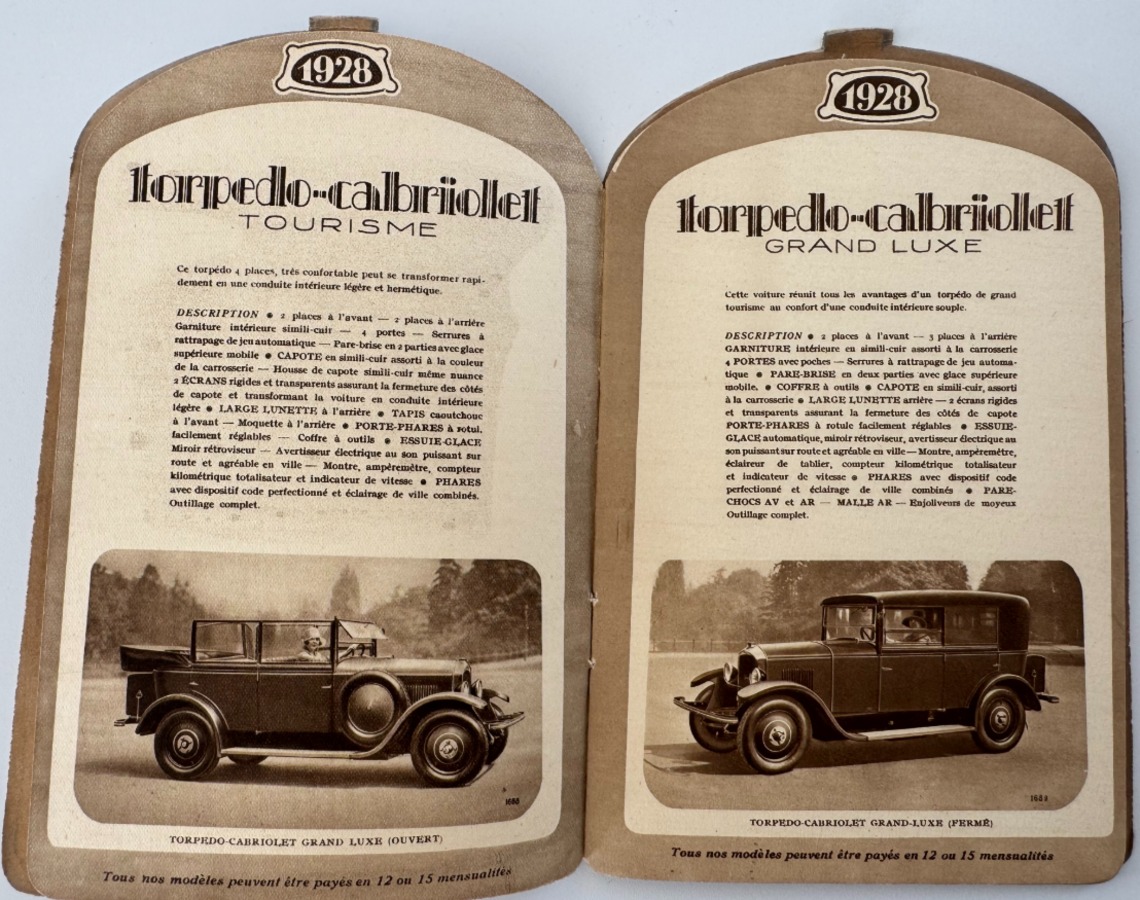 1928
torpedo-cabriolet
TOURISME
Ce torpédo 4 places, très confortable peut se transformer rapi-
dement en une conduite intérieure légère et hermétique.
DESCRIPTION ● 2 places à l'avant — 2 places à l'arrière
Garniture intérieure simili-cuir — 4 portes — Serrures à
rattrapage de jeu automatique — Pare-brise en 2 parties avec glace
supérieure mobile ● CAPOTE en simili-cuir assorti à la couleur
de la carrosserie — Housse de capote simili-cuir même nuance
2 ÉCRANS rigides et transparents assurant la fermeture des côtés
de capote et transformant la voiture en conduite intérieure
légère ● LARGE LUNETTE à l'arrière ● TAPIS caoutchouc
à l'avant — Moquette à l'arrière ● PORTE-PHARES à rotul.
facilement réglables — Coffre à outils ● ESSUIE-GLACE
Miroir rétroviseur — Avertisseur électrique au son puissant sur
route et agréable en ville — Montre, ampèremètre, compteur
kilométrique totalisateur et indicateur de vitesse ● PHARES
avec dispositif code perfectionné et éclairage de ville combinés.
Outillage complet.
1688
TORPEDO-CABRIOLET GRAND LUXE (OUVERT)
Tous nos modèles peuvent être payés en 12 ou 15 mensualités
1928
torpedo-cabriolet
GRAND LUXE
Cette voiture réunit tous les avantages d'un torpédo de grand
tourisme au confort d'une conduite intérieure souple.
DESCRIPTION ● 2 places à l'avant — 3 places à l'arrière
GARNITURE intérieure en simili-cuir assorti à la carrosserie
4 PORTES avec poches — Serrures à rattrapage de jeu automa-
tique ● PARE-BRISE en deux parties avec glace supérieure
mobile. ● COFFRE à outils ● CAPOTE en simili-cuir, assorti
à la carrosserie ● LARGE LUNETTE arrière — 2 écrans rigides
et transparents assurant la fermeture des côtés de capote
PORTE-PHARES à rotule facilement réglables ● ESSUIE-
GLACE automatique, miroir rétroviseur, avertisseur électrique au
son puissant sur route et agréable en ville — Montre, ampèremètre,
éclaireur de tablier, compteur kilométrique totalisateur
et indicateur de vitesse ● PHARES avec dispositif code
perfectionné et éclairage de ville combinés ● PARE-
CHOCS AV et AR — MALLE AR — Enjoliveurs de moyeux
Outillage complet.
TORPEDO-CABRIOLET GRAND-LUXE (FERMÉ)
Tous nos modèles peuvent être payés en 12 ou 15 mensualités